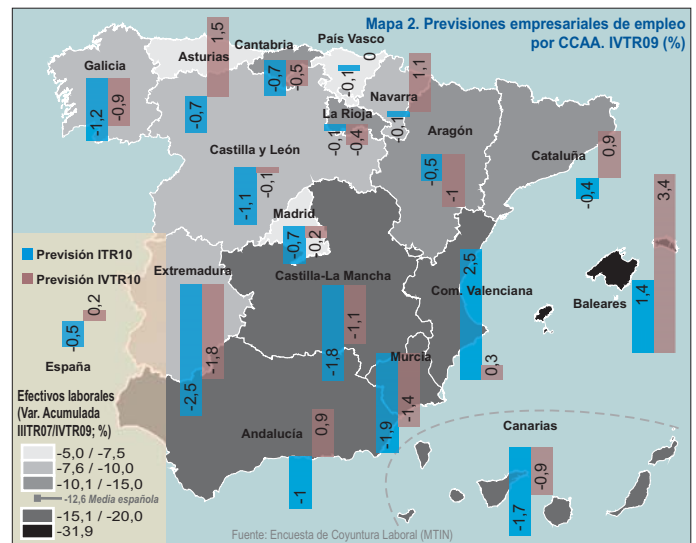 Mapa 2. Previsiones empresariales de empleo
por CCAA. IVTR09 (%)
Galicia
-1,2
-0,9
Asturias
-0,7
1,5
Cantabria
-0,7
-0,5
País Vasco
-0,1
0
Navarra
-0,1
1,1
La Rioja
-0,1
-0,4
Aragón
-0,5
-1
Cataluña
-0,4
0,9
Castilla y León
-1,1
-0,1
Madrid
-0,7
-0,2
Baleares
1,4
3,4
Previsión ITR10
Previsión IVTR10
España
-0,5
0,2
Extremadura
-2,5
-1,8
Castilla-La Mancha
-1,8
-1,1
Com. Valenciana
2,5
0,3
Murcia
-1,9
-1,4
Andalucía
-1
0,9
Canarias
-1,7
-0,9
Efectivos laborales
(Var. Acumulada
IIITR07/IVTR09; %)
-5,0 / -7,5
-7,6 / -10,0
-10,1 / -15,0
-12,6 Media española
-15,1 / -20,0
-31,9
Fuente: Encuesta de Coyuntura Laboral (MTIN)